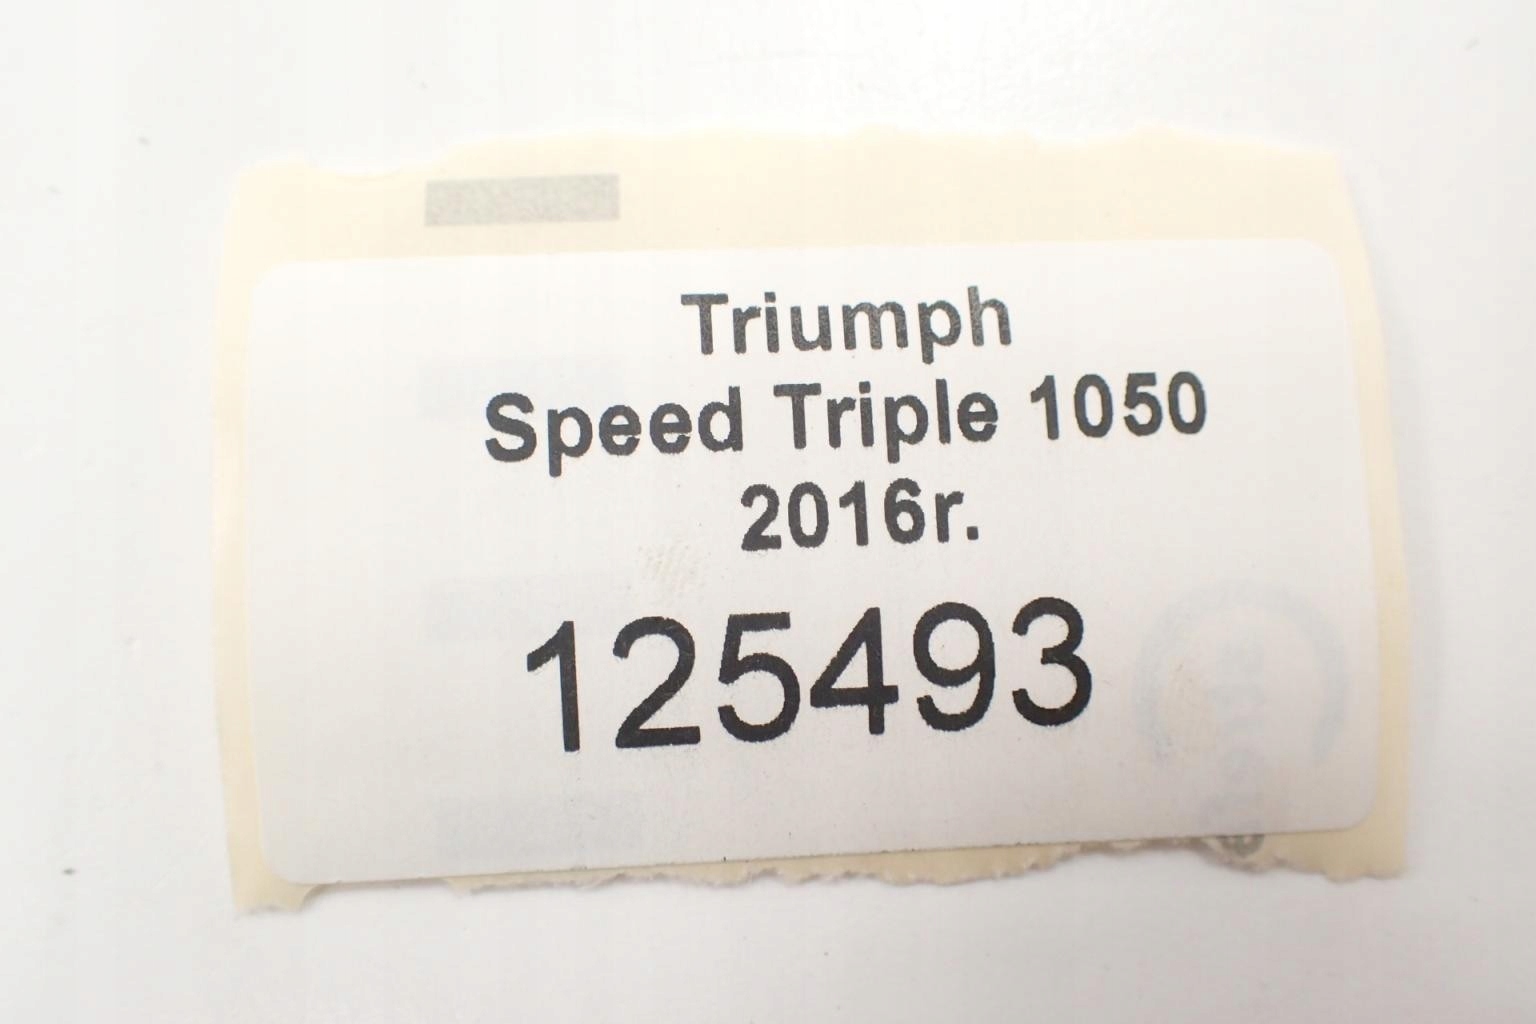 Triumph
Speed Triple 1050
2016r.
125493